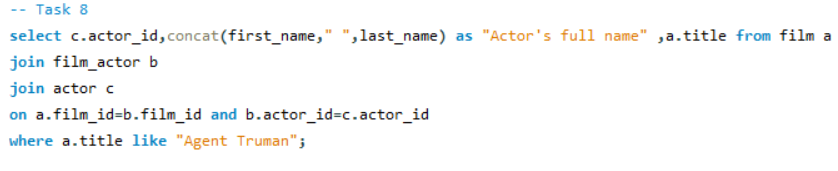 -- Task 8
select c.actor_id,concat(first_name," ",last_name) as "Actor's full name" ,a.title from film a
join film_actor b
join actor c
on a.film_id=b.film_id and b.actor_id=c.actor_id
where a.title like "Agent Truman";